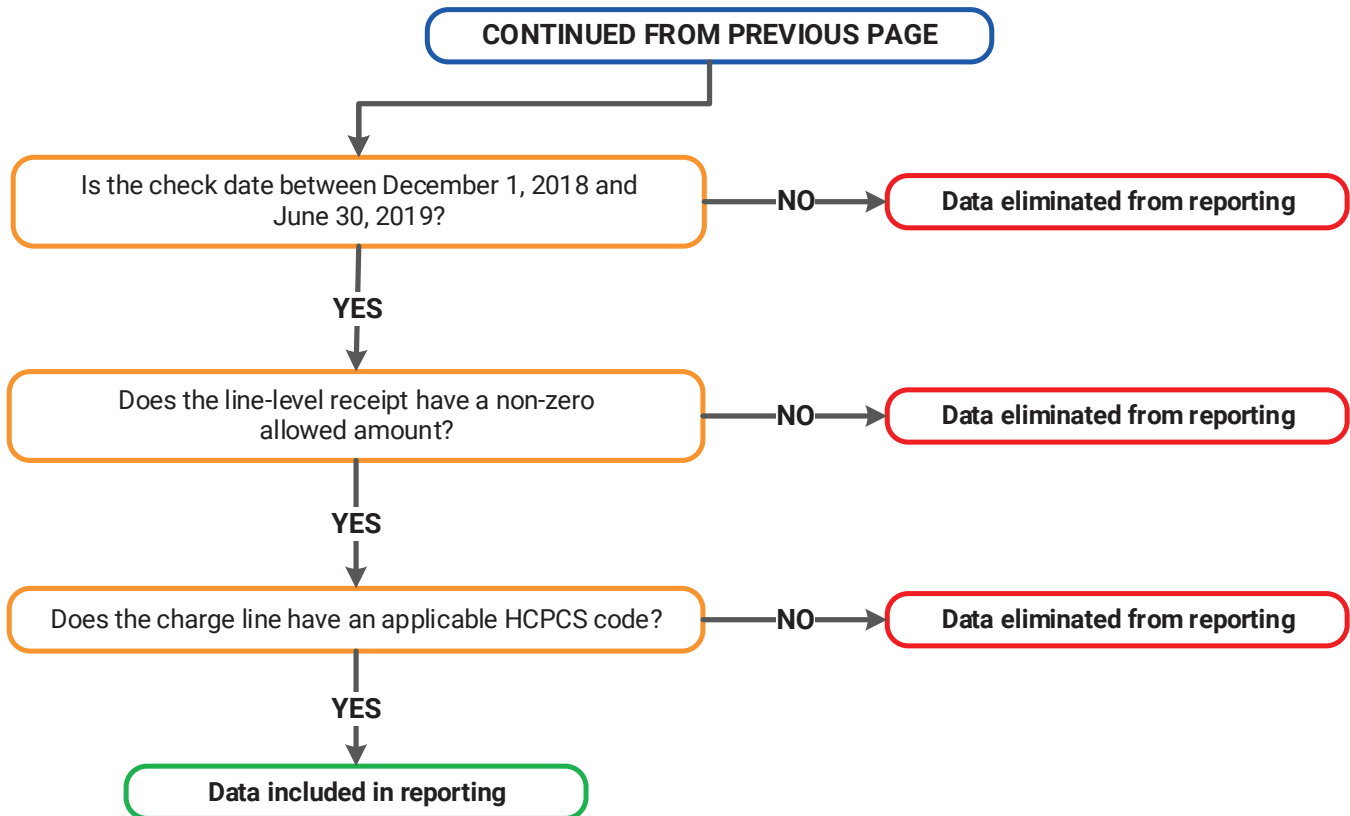 CONTINUED FROM PREVIOUS PAGE
Is the check date between December 1, 2018 and
June 30, 2019?
NO
Data eliminated from reporting
YES
Does the line-level receipt have a non-zero
allowed amount?
NO
Data eliminated from reporting
YES
Does the charge line have an applicable HCPCS code?
NO
Data eliminated from reporting
YES
Data included in reporting